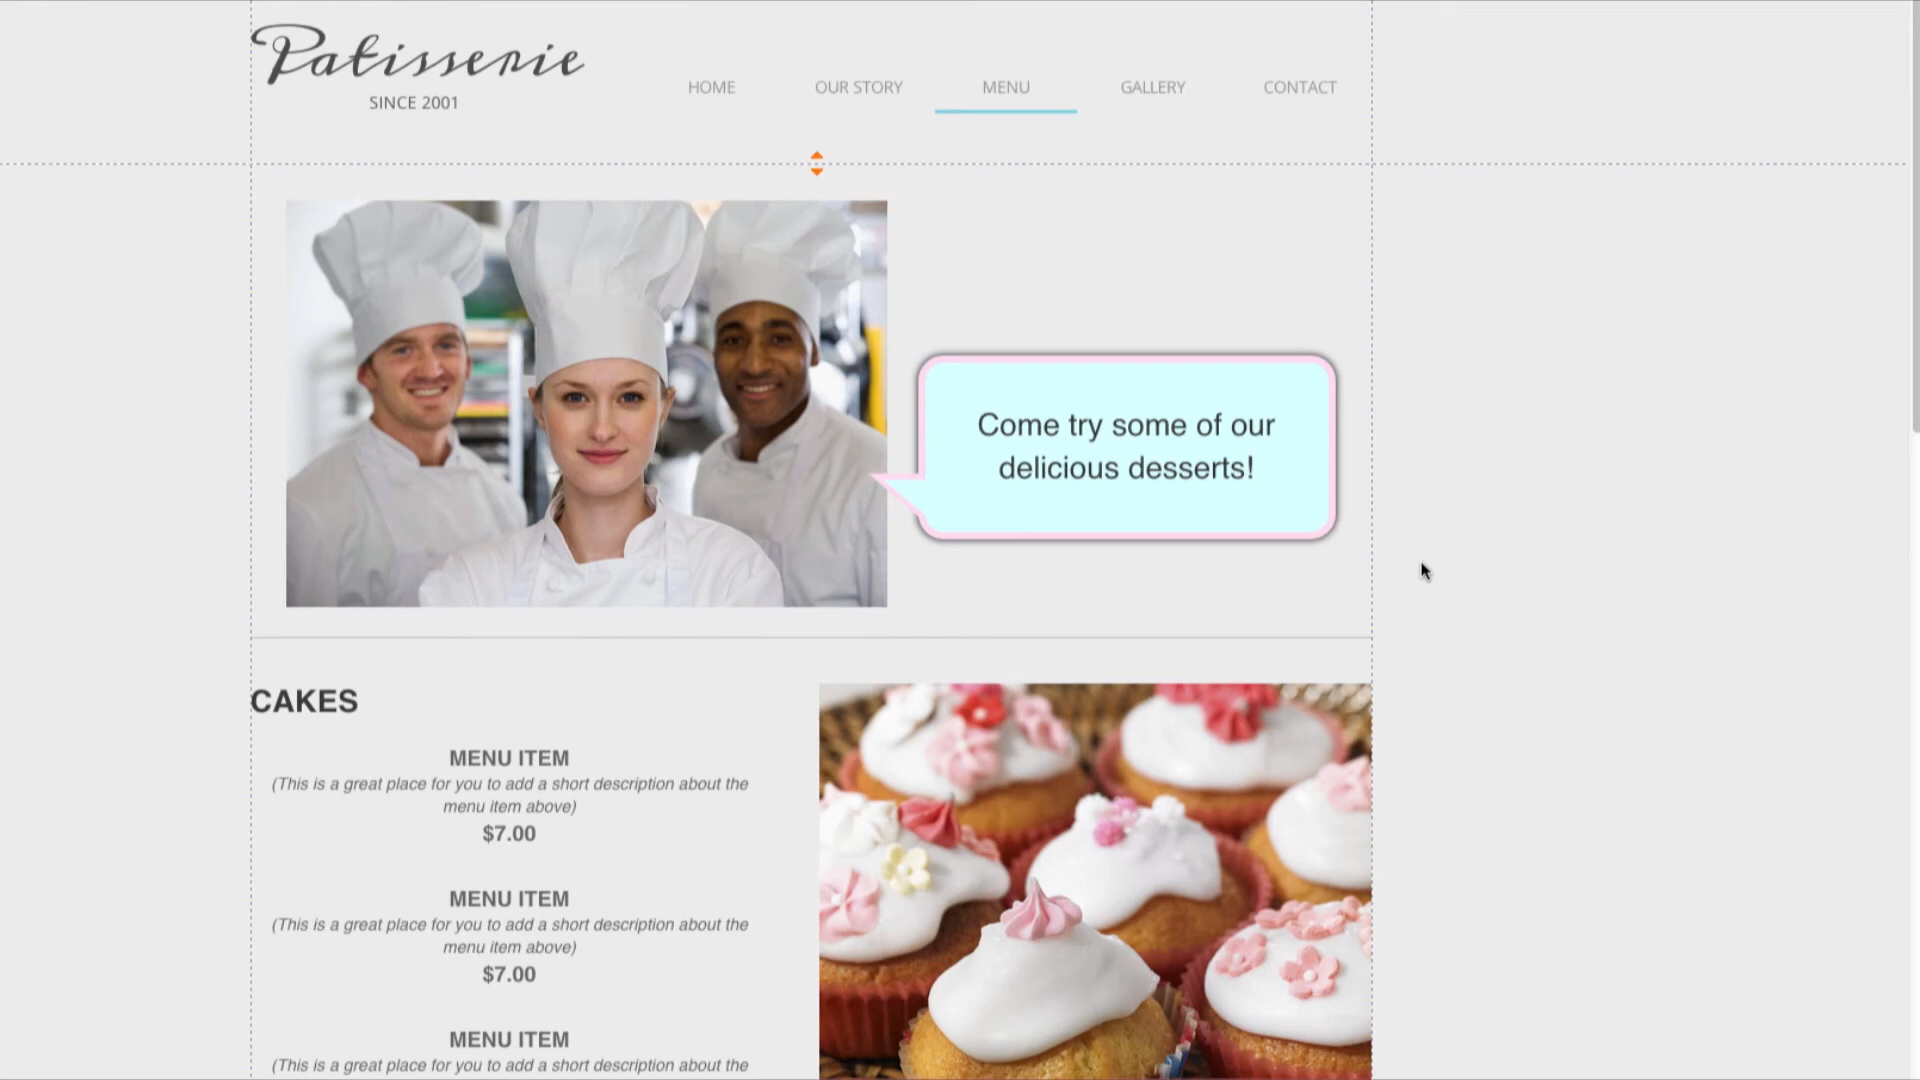 Patisserie
SINCE 2001
HOME
OUR STORY
MENU
GALLERY
CONTACT
Come try some of our
delicious desserts!
CAKES
MENU ITEM
(This is a great place for you to add a short description about the
menu item above)
$7.00
MENU ITEM
(This is a great place for you to add a short description about the
menu item above)
$7.00
MENU ITEM
(This is a great place for you to add a short description about the